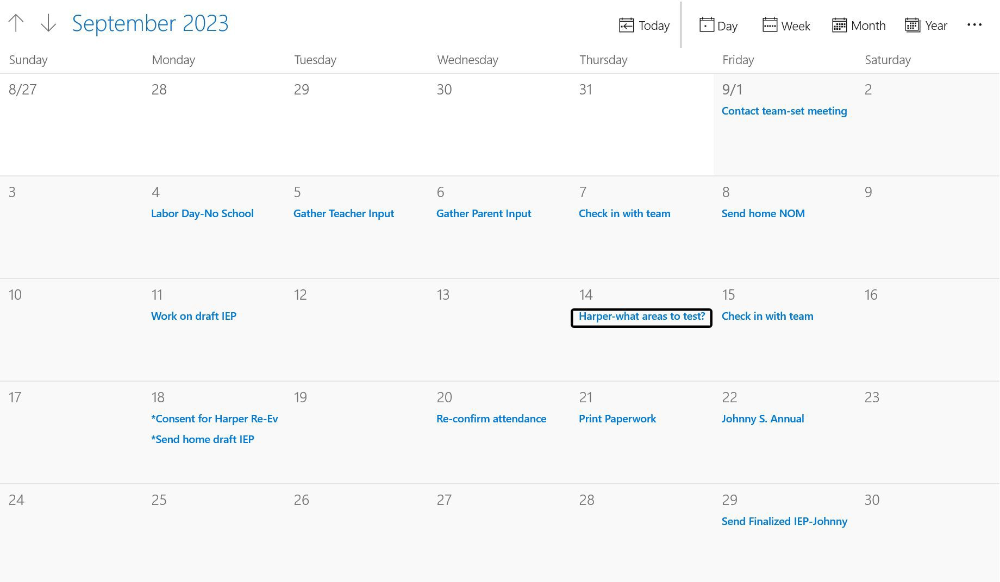 September 2023
Today
Day
Week
Month
Year
Sunday Monday Tuesday Wednesday Thursday Friday Saturday
8/27 28 29 30 31 9/1 2
Contact team-set meeting
3 4 5 6 7 8 9
Labor Day-No School Gather Teacher Input Gather Parent Input Check in with team Send home NOM
10 11 12 13 14 15 16
Work on draft IEP Harper-what areas to test? Check in with team
17 18 19 20 21 22 23
*Consent for Harper Re-Ev Re-confirm attendance Print Paperwork Johnny S. Annual
*Send home draft IEP
24 25 26 27 28 29 30
Send Finalized IEP-Johnny